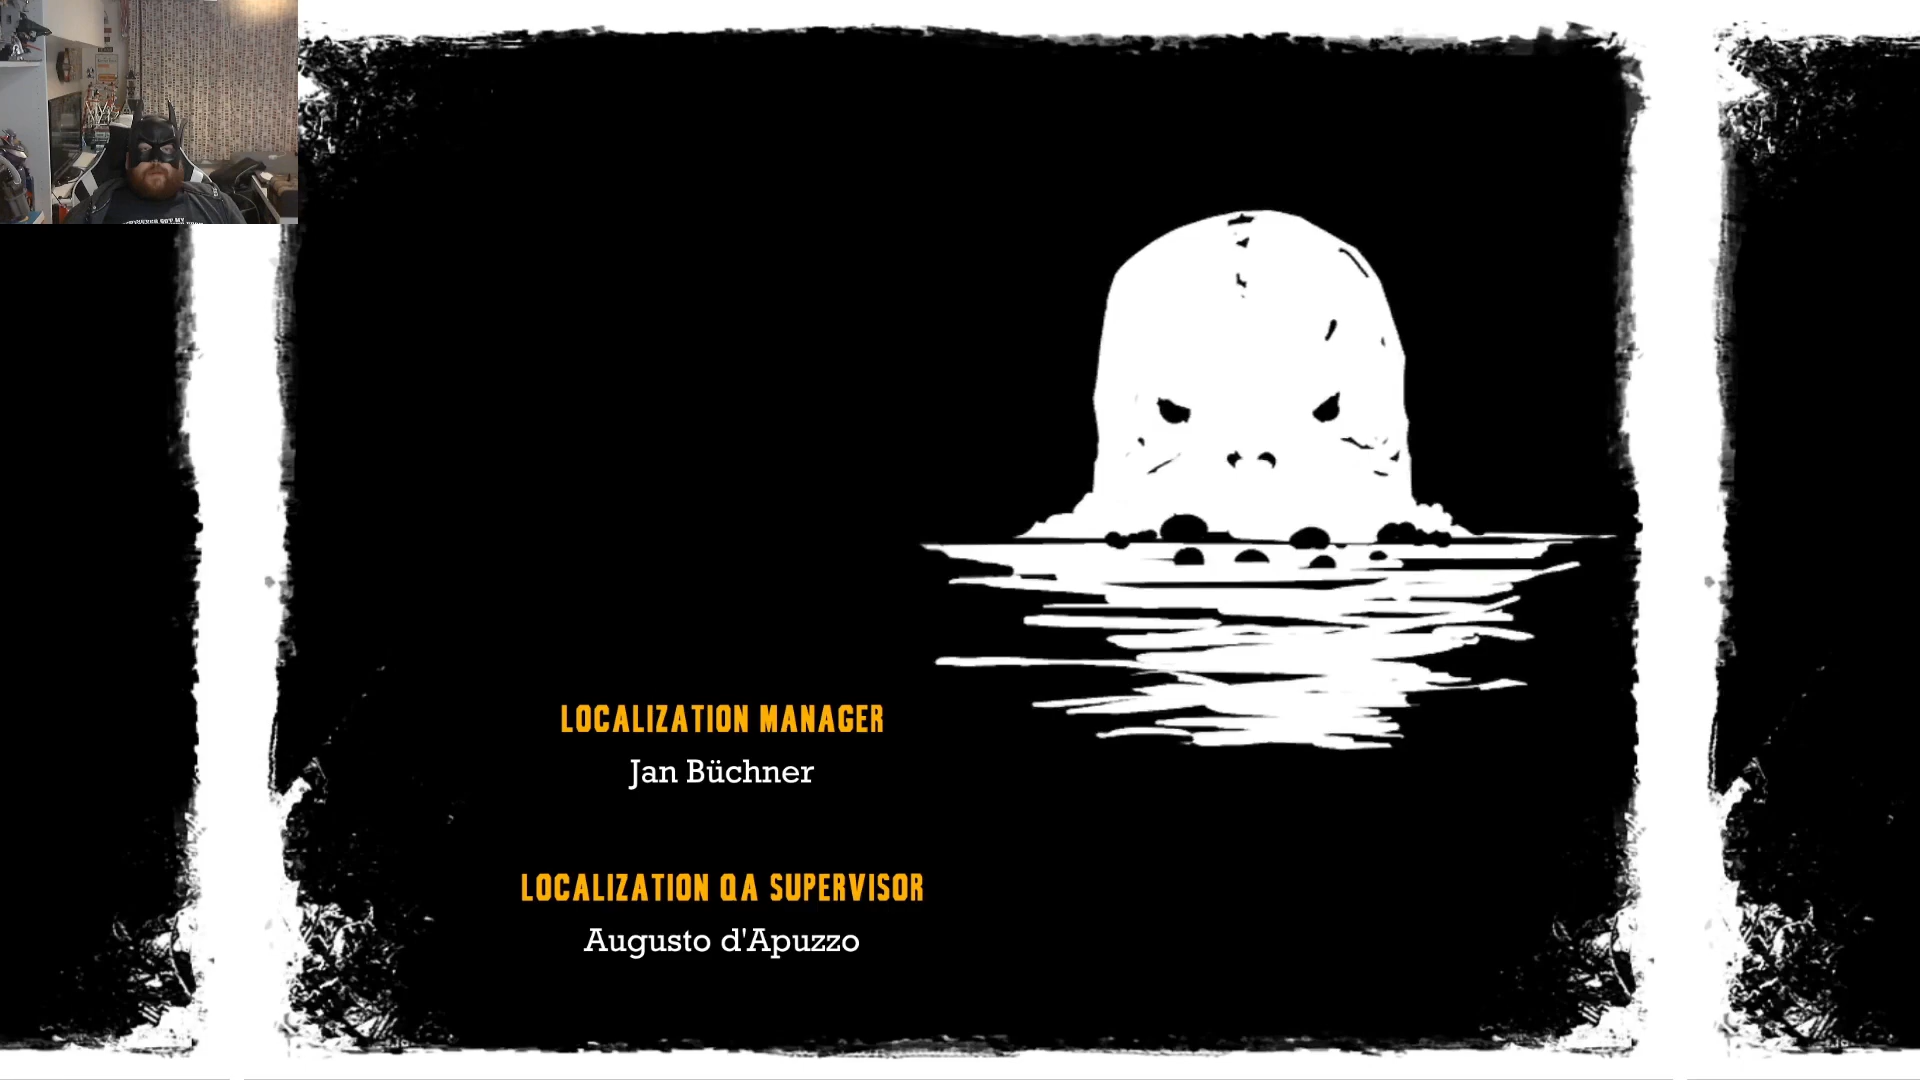 LOCALIZATION MANAGER
Jan Büchner
LOCALIZATION QA SUPERVISOR
Augusto d'Apuzzo